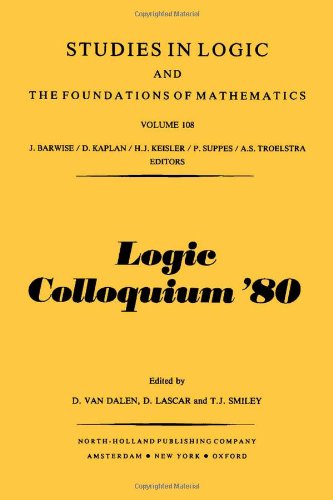 STUDIES IN LOGIC
AND
THE FOUNDATIONS OF MATHEMATICS
VOLUME 108
J. BARWISE / D. KAPLAN / H.J. KEISLER / P. SUPPES / A.S. TROELSTRA
EDITORS
Logic
Colloquium '80
Edited by
D. VAN DALEN, D. LASCAR and T.J. SMILEY
NORTH-HOLLAND PUBLISHING COMPANY
AMSTERDAM • NEW YORK • OXFORD